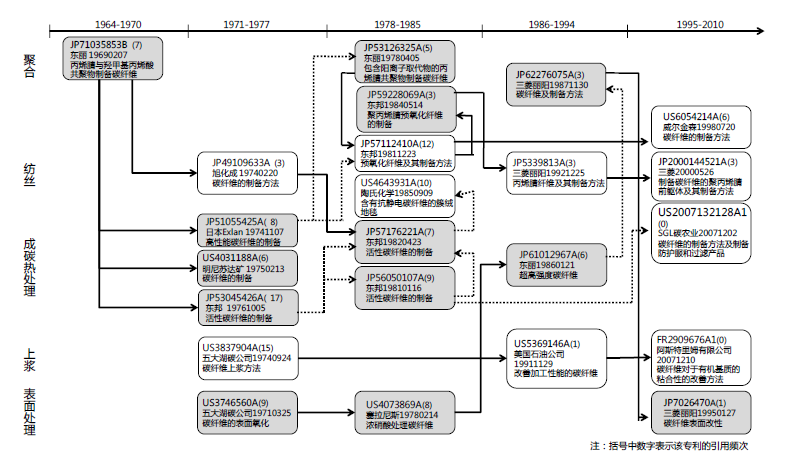 1964-1970
1971-1977
1978-1985
1986-1994
1995-2010
聚合
纺丝
成碳热处理
上浆
表面处理
JP71035853B (7)
东丽 19690207
丙烯腈与羟甲基丙烯酸
共聚物制备碳纤维
JP49109633A (3)
旭化成 19740220
碳纤维的制备方法
JP51055425A( 8)
日本Exlan 19741107
高性能碳纤维的制备
US4031188A(6)
明尼苏达矿 19750213
碳纤维的制备
JP53045426A( 17)
东邦 19761005
活性碳纤维的制备
US3837904A(15)
五大湖碳公司19740924
碳纤维上浆方法
US3746560A(9)
五大湖碳公司19710325
碳纤维的表面氧化
JP53126325A(5)
东丽19780405
包含阳离子取代物的丙
烯腈共聚物制备碳纤维
JP59228069A(3)
东邦19840514
聚丙烯腈预氧化纤维
的制备
JP57112410A(12)
东邦19811223
预氧化纤维及其制备方法
US4643931A(10)
陶氏化学19850909
含有抗静电碳纤维的簇绒
地毯
JP57176221A(7)
东邦19820423
活性碳纤维的制备
JP56050107A(9)
东邦19810116
活性碳纤维的制备
US4073869A(8)
塞拉尼斯19780214
浓硝酸处理碳纤维
JP62276075A(3)
三菱丽阳19871130
碳纤维及制备方法
JP5339813A(3)
三菱丽阳19921225
丙烯腈纤维及其制备方法
JP61012967A(6)
东丽19860121
超高强度碳纤维
US5369146A(1)
美国石油公司
19911129
改善加工性能的碳纤维
US6054214A(6)
威尔金森19980720
碳纤维的制备方法
JP2000144521A(3)
三菱20000526
制备碳纤维的聚丙烯腈
前驱体及其制备方法
US2007132128A1
(0)
SGL碳农业20071202
碳纤维的制备方法及制备
防护服和过滤产品
FR2909676A1(0)
阿斯特里姆有限公司
20071210
碳纤维对于有机基质的
粘合性的改善方法
JP7026470A(1)
三菱丽阳19950127
碳纤维表面改性
注：括号中数字表示该专利的引用频次